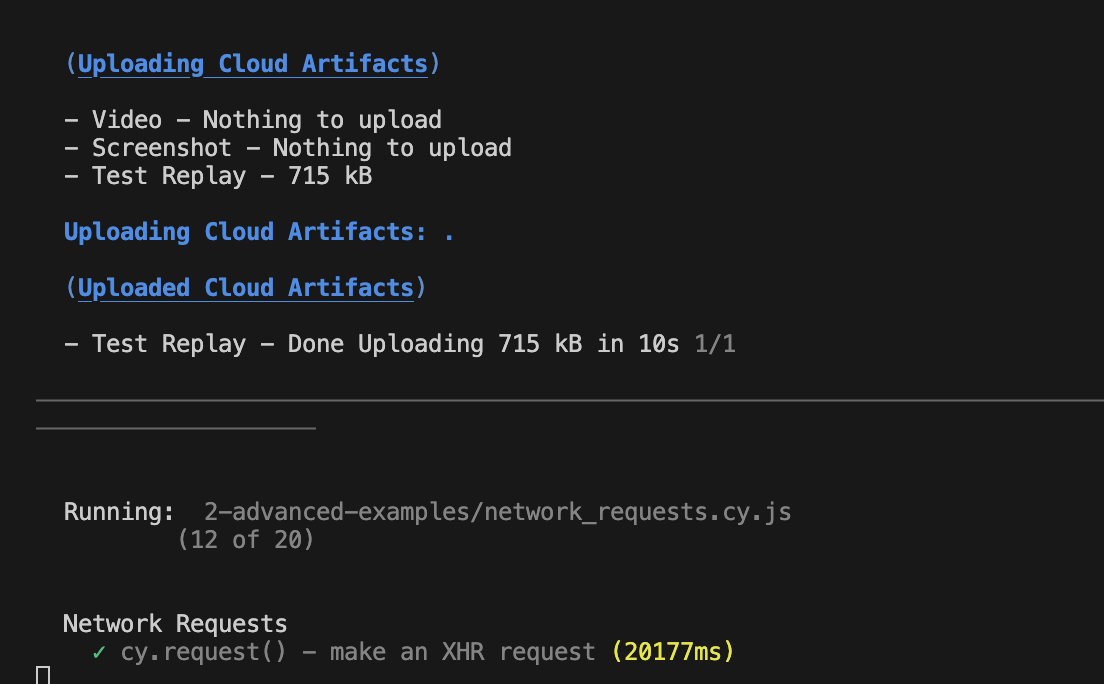 (Uploading Cloud Artifacts)
– Video – Nothing to upload
– Screenshot – Nothing to upload
– Test Replay – 715 kB
Uploading Cloud Artifacts: .
(Uploaded Cloud Artifacts)
– Test Replay – Done Uploading 715 kB in 10s 1/1
Running:  2–advanced–examples/network_requests.cy.js
(12 of 20)
Network Requests
✓ cy.request() – make an XHR request (20177ms)